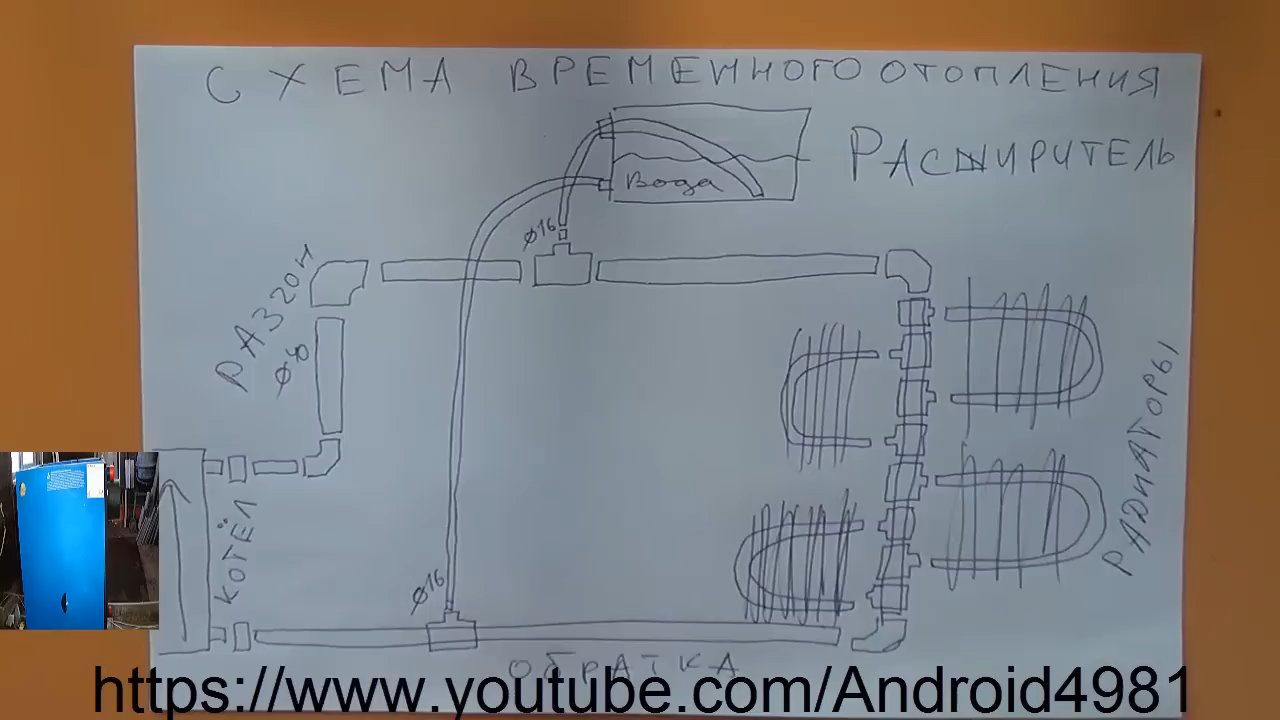 СХЕМА ВРЕМЕННОГО ОТОПЛЕНИЯ
РАСШИРИТЕЛЬ
Вода
ø16
РАЗГОН
ø40
РАДИАТОРЫ
КОТЁЛ
ø16
ОБРАТКА
https://www.youtube.com/Android4981